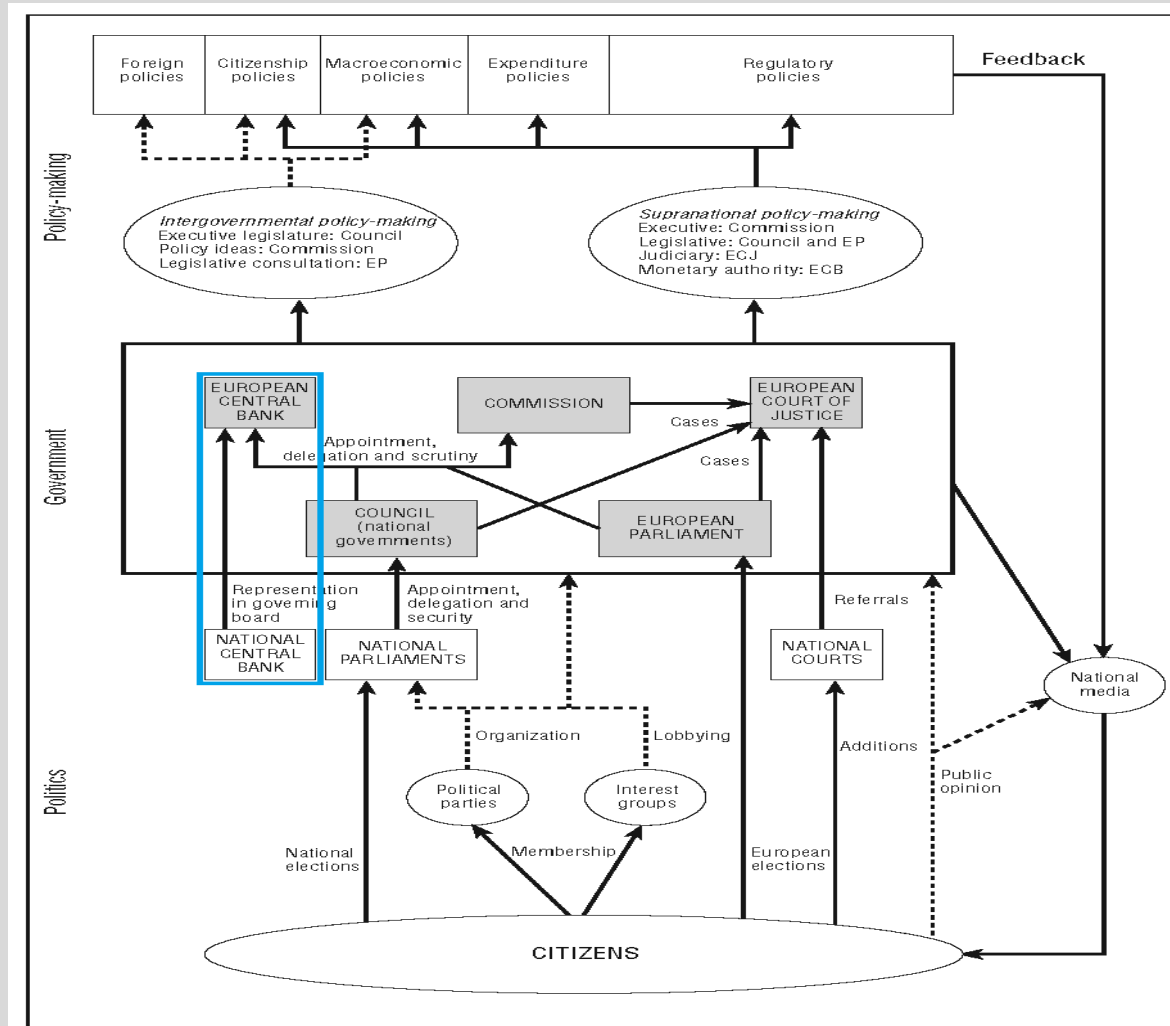 Foreign
policies
Citizenship
policies
Macroeconomic
policies
Expenditure
policies
Regulatory
policies
Feedback
Policy-making
Intergovernmental policy-making
Executive legislature: Council
Policy ideas: Commission
Legislative consultation: EP
Supranational policy-making
Executive: Commission
Legislative: Council and EP
Judiciary: ECJ
Monetary authority: ECB
Government
EUROPEAN
CENTRAL
BANK
COMMISSION
EUROPEAN
COURT OF
JUSTICE
Cases
Appointment,
delegation and scrutiny
Cases
COUNCIL
(national
governments)
EUROPEAN
PARLIAMENT
Representation
in governing
board
Appointment,
delegation and
security
Referrals
NATIONAL
CENTRAL
BANK
NATIONAL
PARLIAMENTS
NATIONAL
COURTS
National
media
Politics
Organization
Lobbying
Additions
Public
opinion
Political
parties
Interest
groups
National
elections
Membership
European
elections
CITIZENS